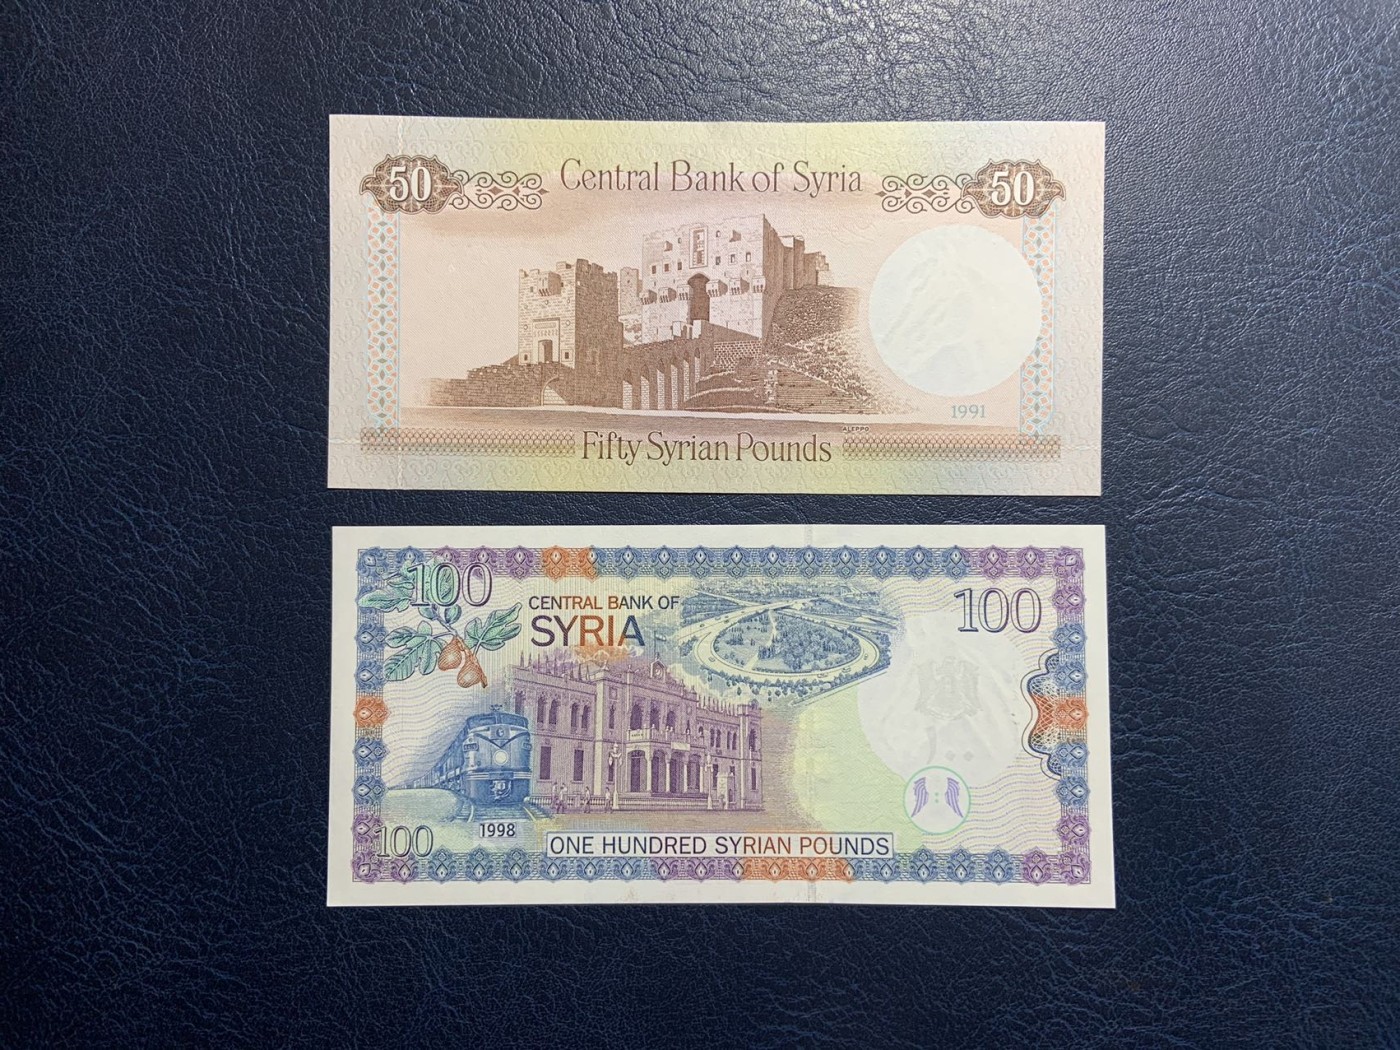 50
Central Bank of Syria
50
1991
ALEPPO
Fifty Syrian Pounds
100
CENTRAL BANK OF
SYRIA
100
١٠٠
100
1998
ONE HUNDRED SYRIAN POUNDS